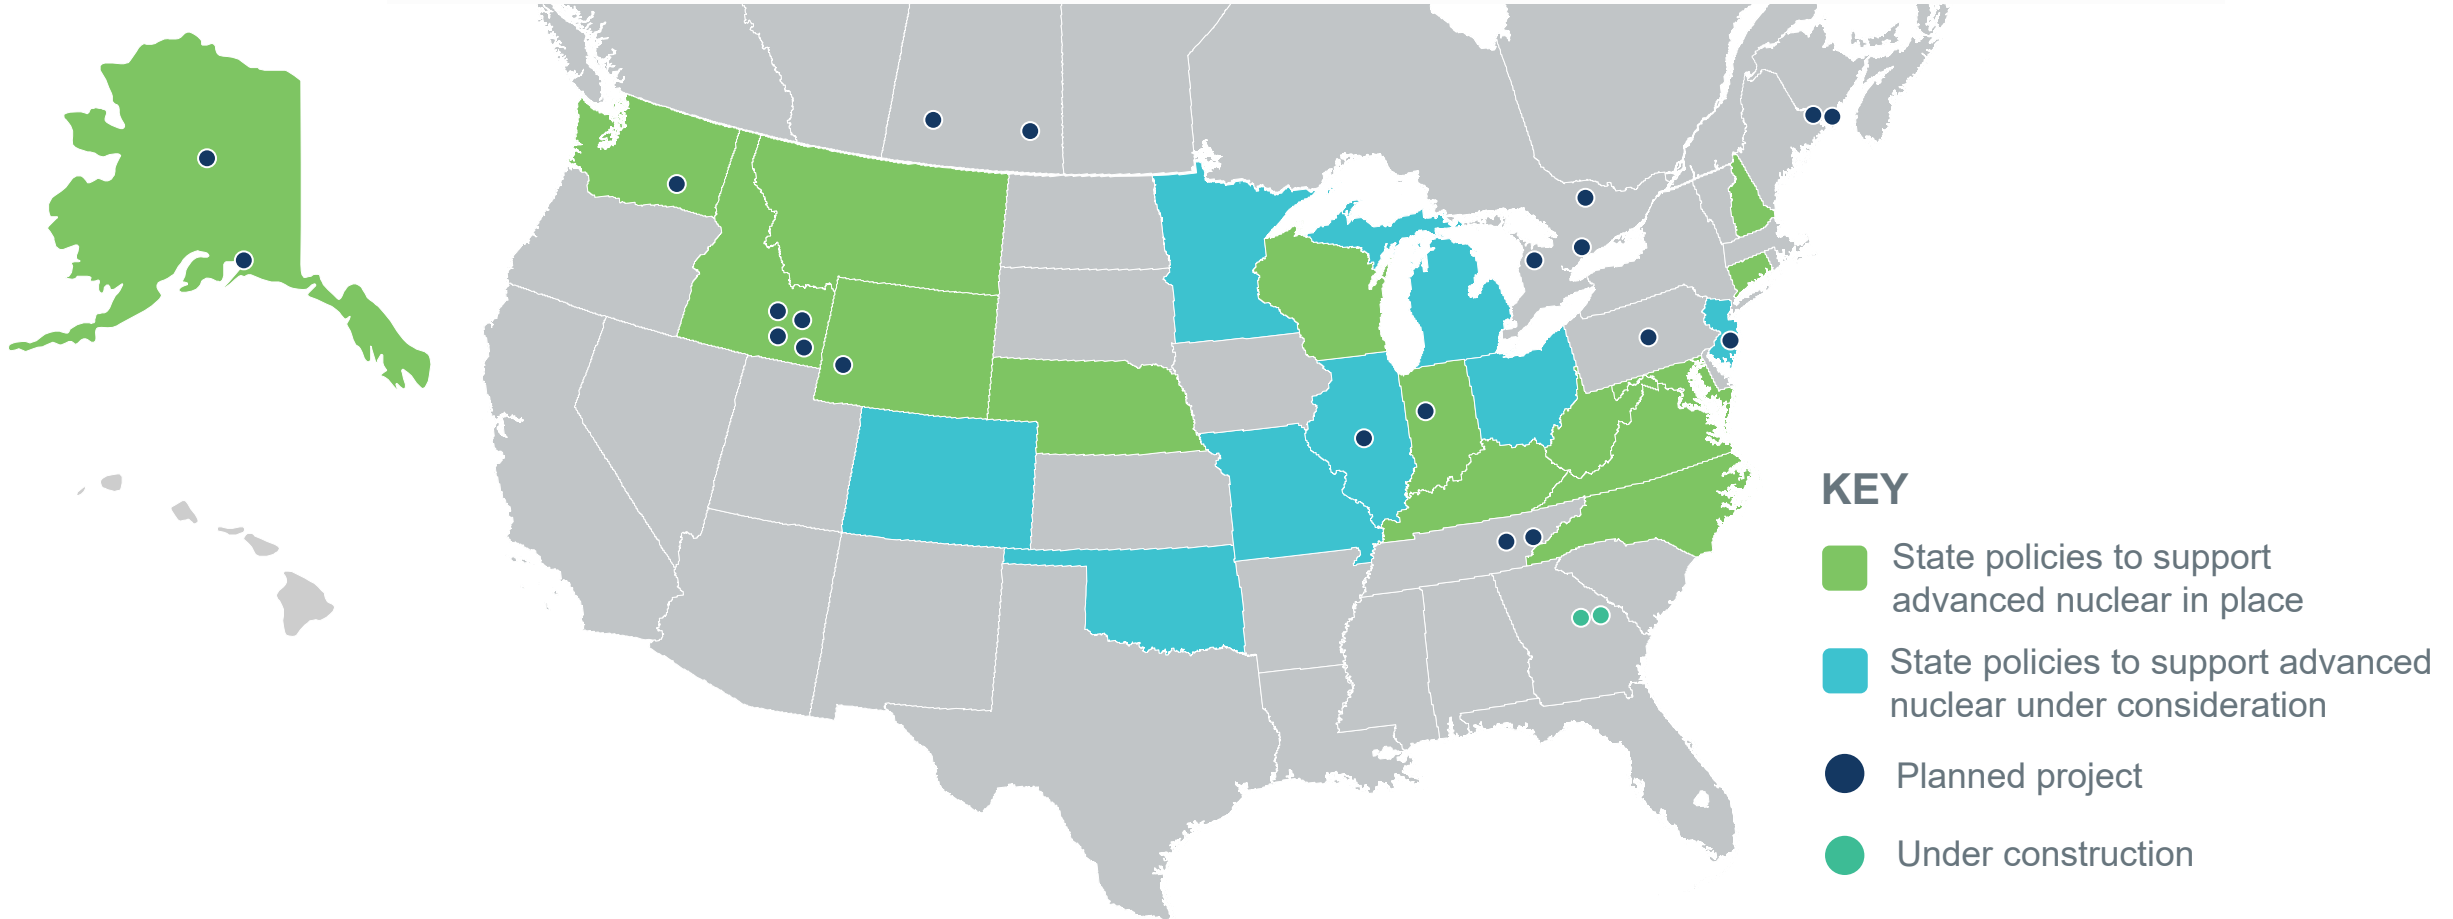 KEY
State policies to support
advanced nuclear in place
State policies to support advanced
nuclear under consideration
Planned project
Under construction